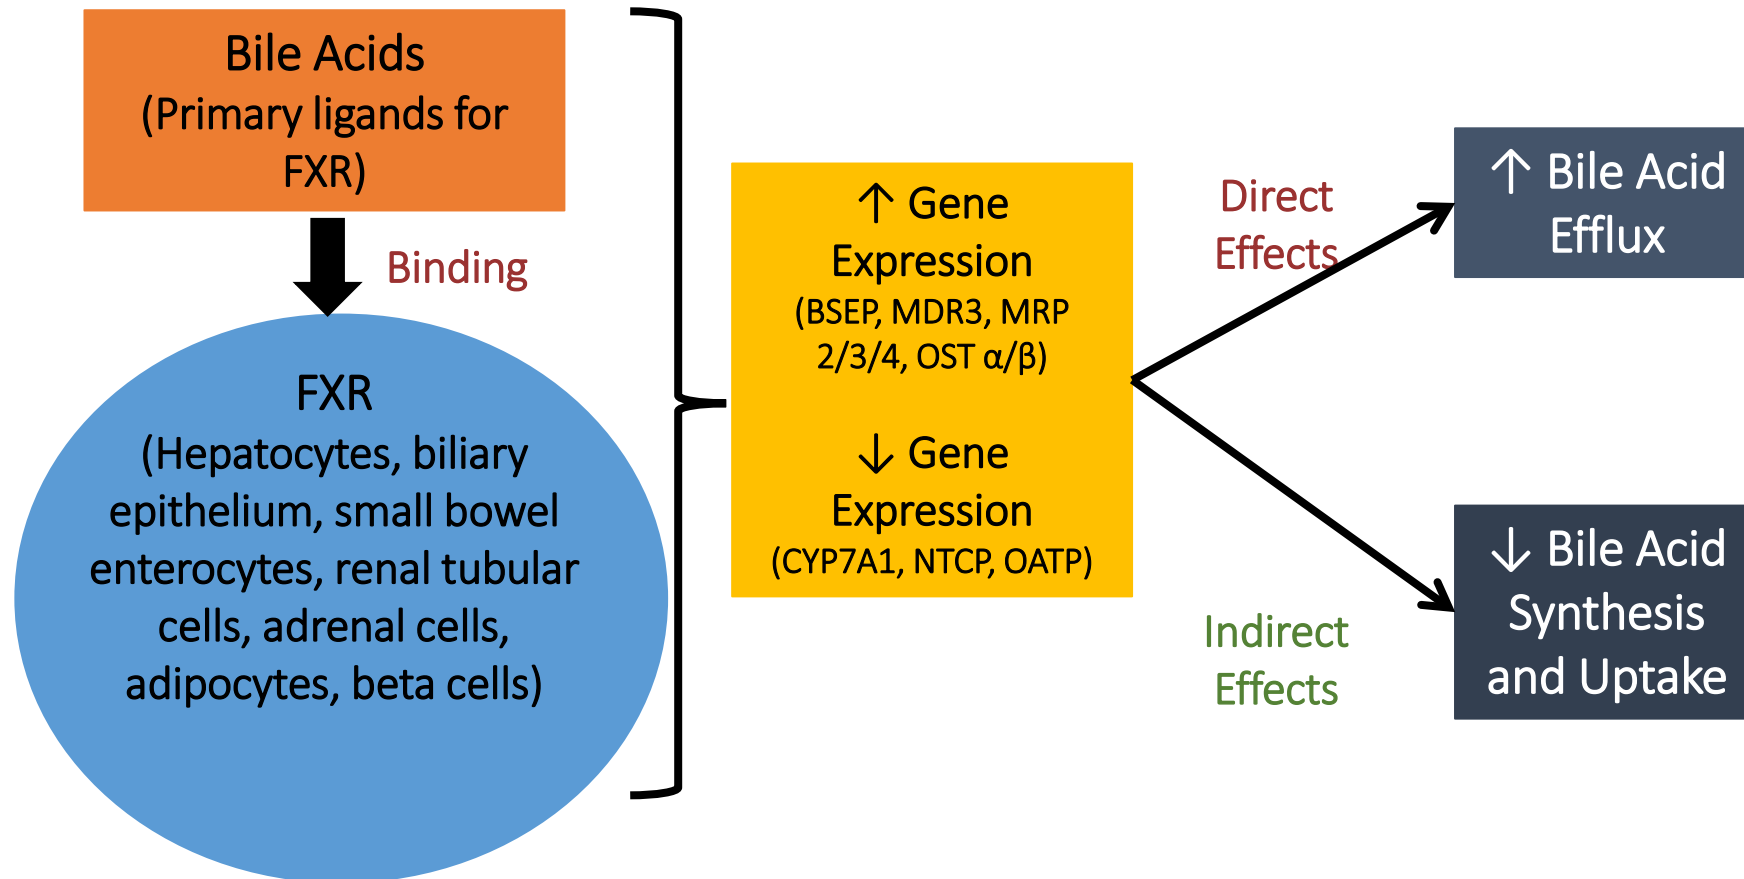 Bile Acids
(Primary ligands for
FXR)
Binding
FXR
(Hepatocytes, biliary
epithelium, small bowel
enterocytes, renal tubular
cells, adrenal cells,
adipocytes, beta cells)
↑ Gene
Expression
(BSEP, MDR3, MRP
2/3/4, OST α/β)
↓ Gene
Expression
(CYP7A1, NTCP, OATP)
Direct
Effects
↑ Bile Acid
Efflux
Indirect
Effects
↓ Bile Acid
Synthesis
and Uptake